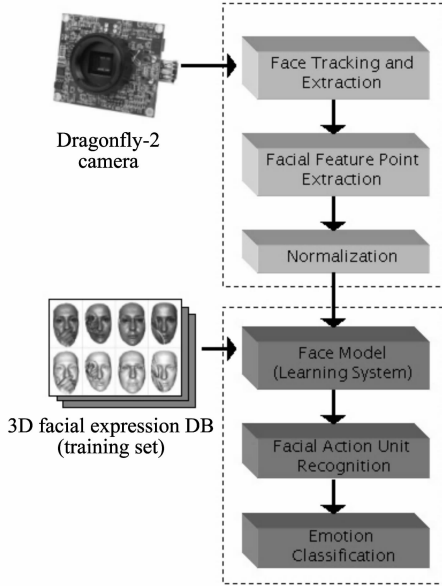 Face Tracking and
Extraction
Dragonfly-2
camera
Facial Feature Point
Extraction
Normalization
3D facial expression DB
(training set)
Face Model
(Learning System)
Facial Action Unit
Recognition
Emotion
Classification